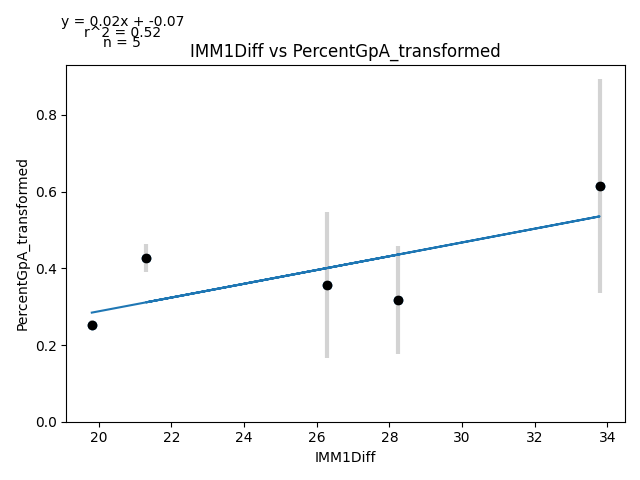 y = 0.02x + -0.07
r^2 = 0.52
n = 5
IMM1Diff vs PercentGpA_transformed
PercentGpA_transformed
0.8
0.6
0.4
0.2
0.0
20 22 24 26 28 30 32 34
IMM1Diff